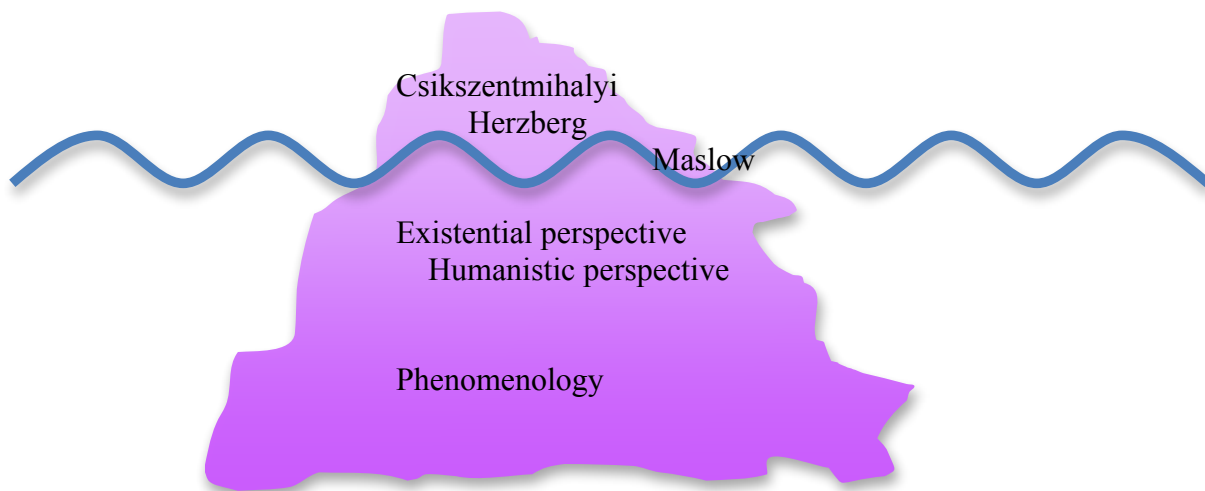 Csikszentmihalyi
Herzberg
Maslow
Existential perspective
Humanistic perspective
Phenomenology